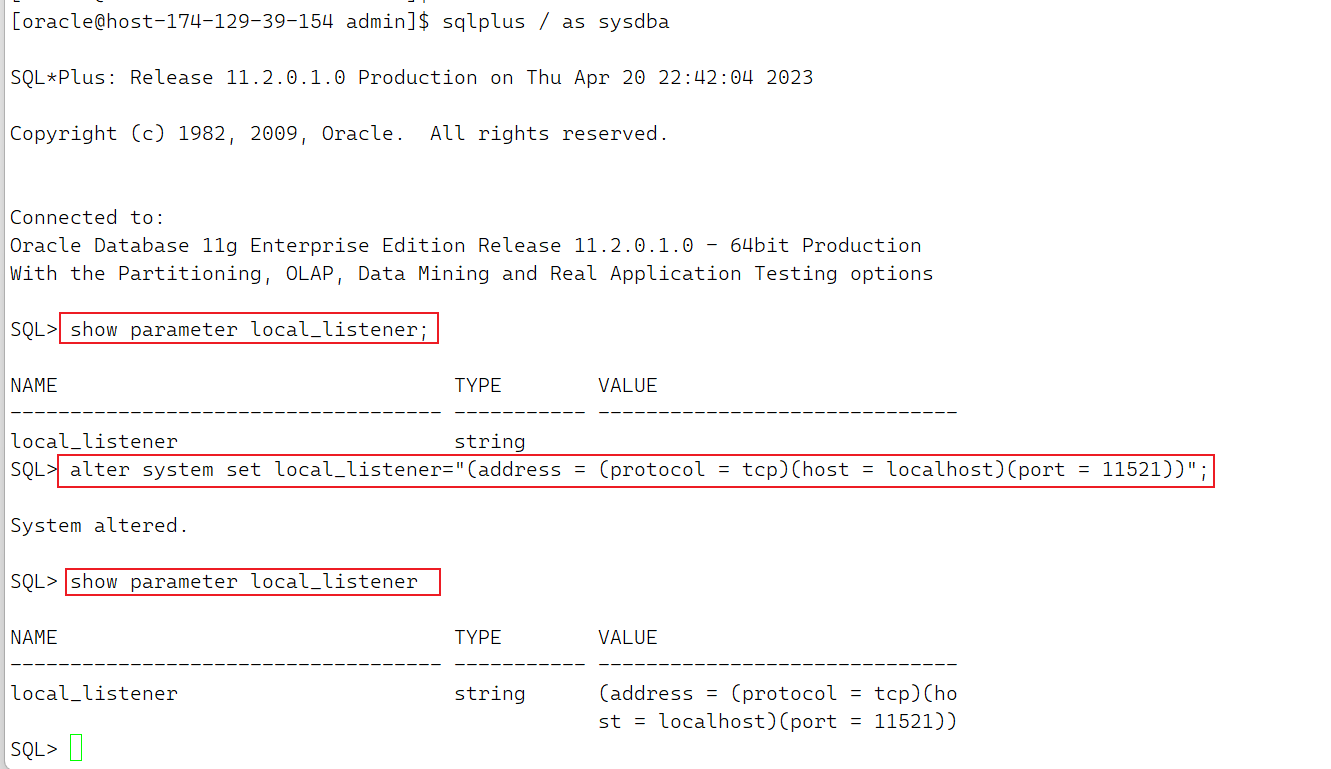 [oracle@host-174-129-39-154 admin]$ sqlplus / as sysdba
SQL*Plus: Release 11.2.0.1.0 Production on Thu Apr 20 22:42:04 2023
Copyright (c) 1982, 2009, Oracle.  All rights reserved.
Connected to:
Oracle Database 11g Enterprise Edition Release 11.2.0.1.0 - 64bit Production
With the Partitioning, OLAP, Data Mining and Real Application Testing options
SQL> show parameter local_listener;
NAME                                 TYPE        VALUE
------------------------------------ ----------- ------------------------------
local_listener                       string
SQL> alter system set local_listener="(address = (protocol = tcp)(host = localhost)(port = 11521))";
System altered.
SQL> show parameter local_listener
NAME                                 TYPE        VALUE
------------------------------------ ----------- ------------------------------
local_listener                       string      (address = (protocol = tcp)(ho
                                                 st = localhost)(port = 11521))
SQL>